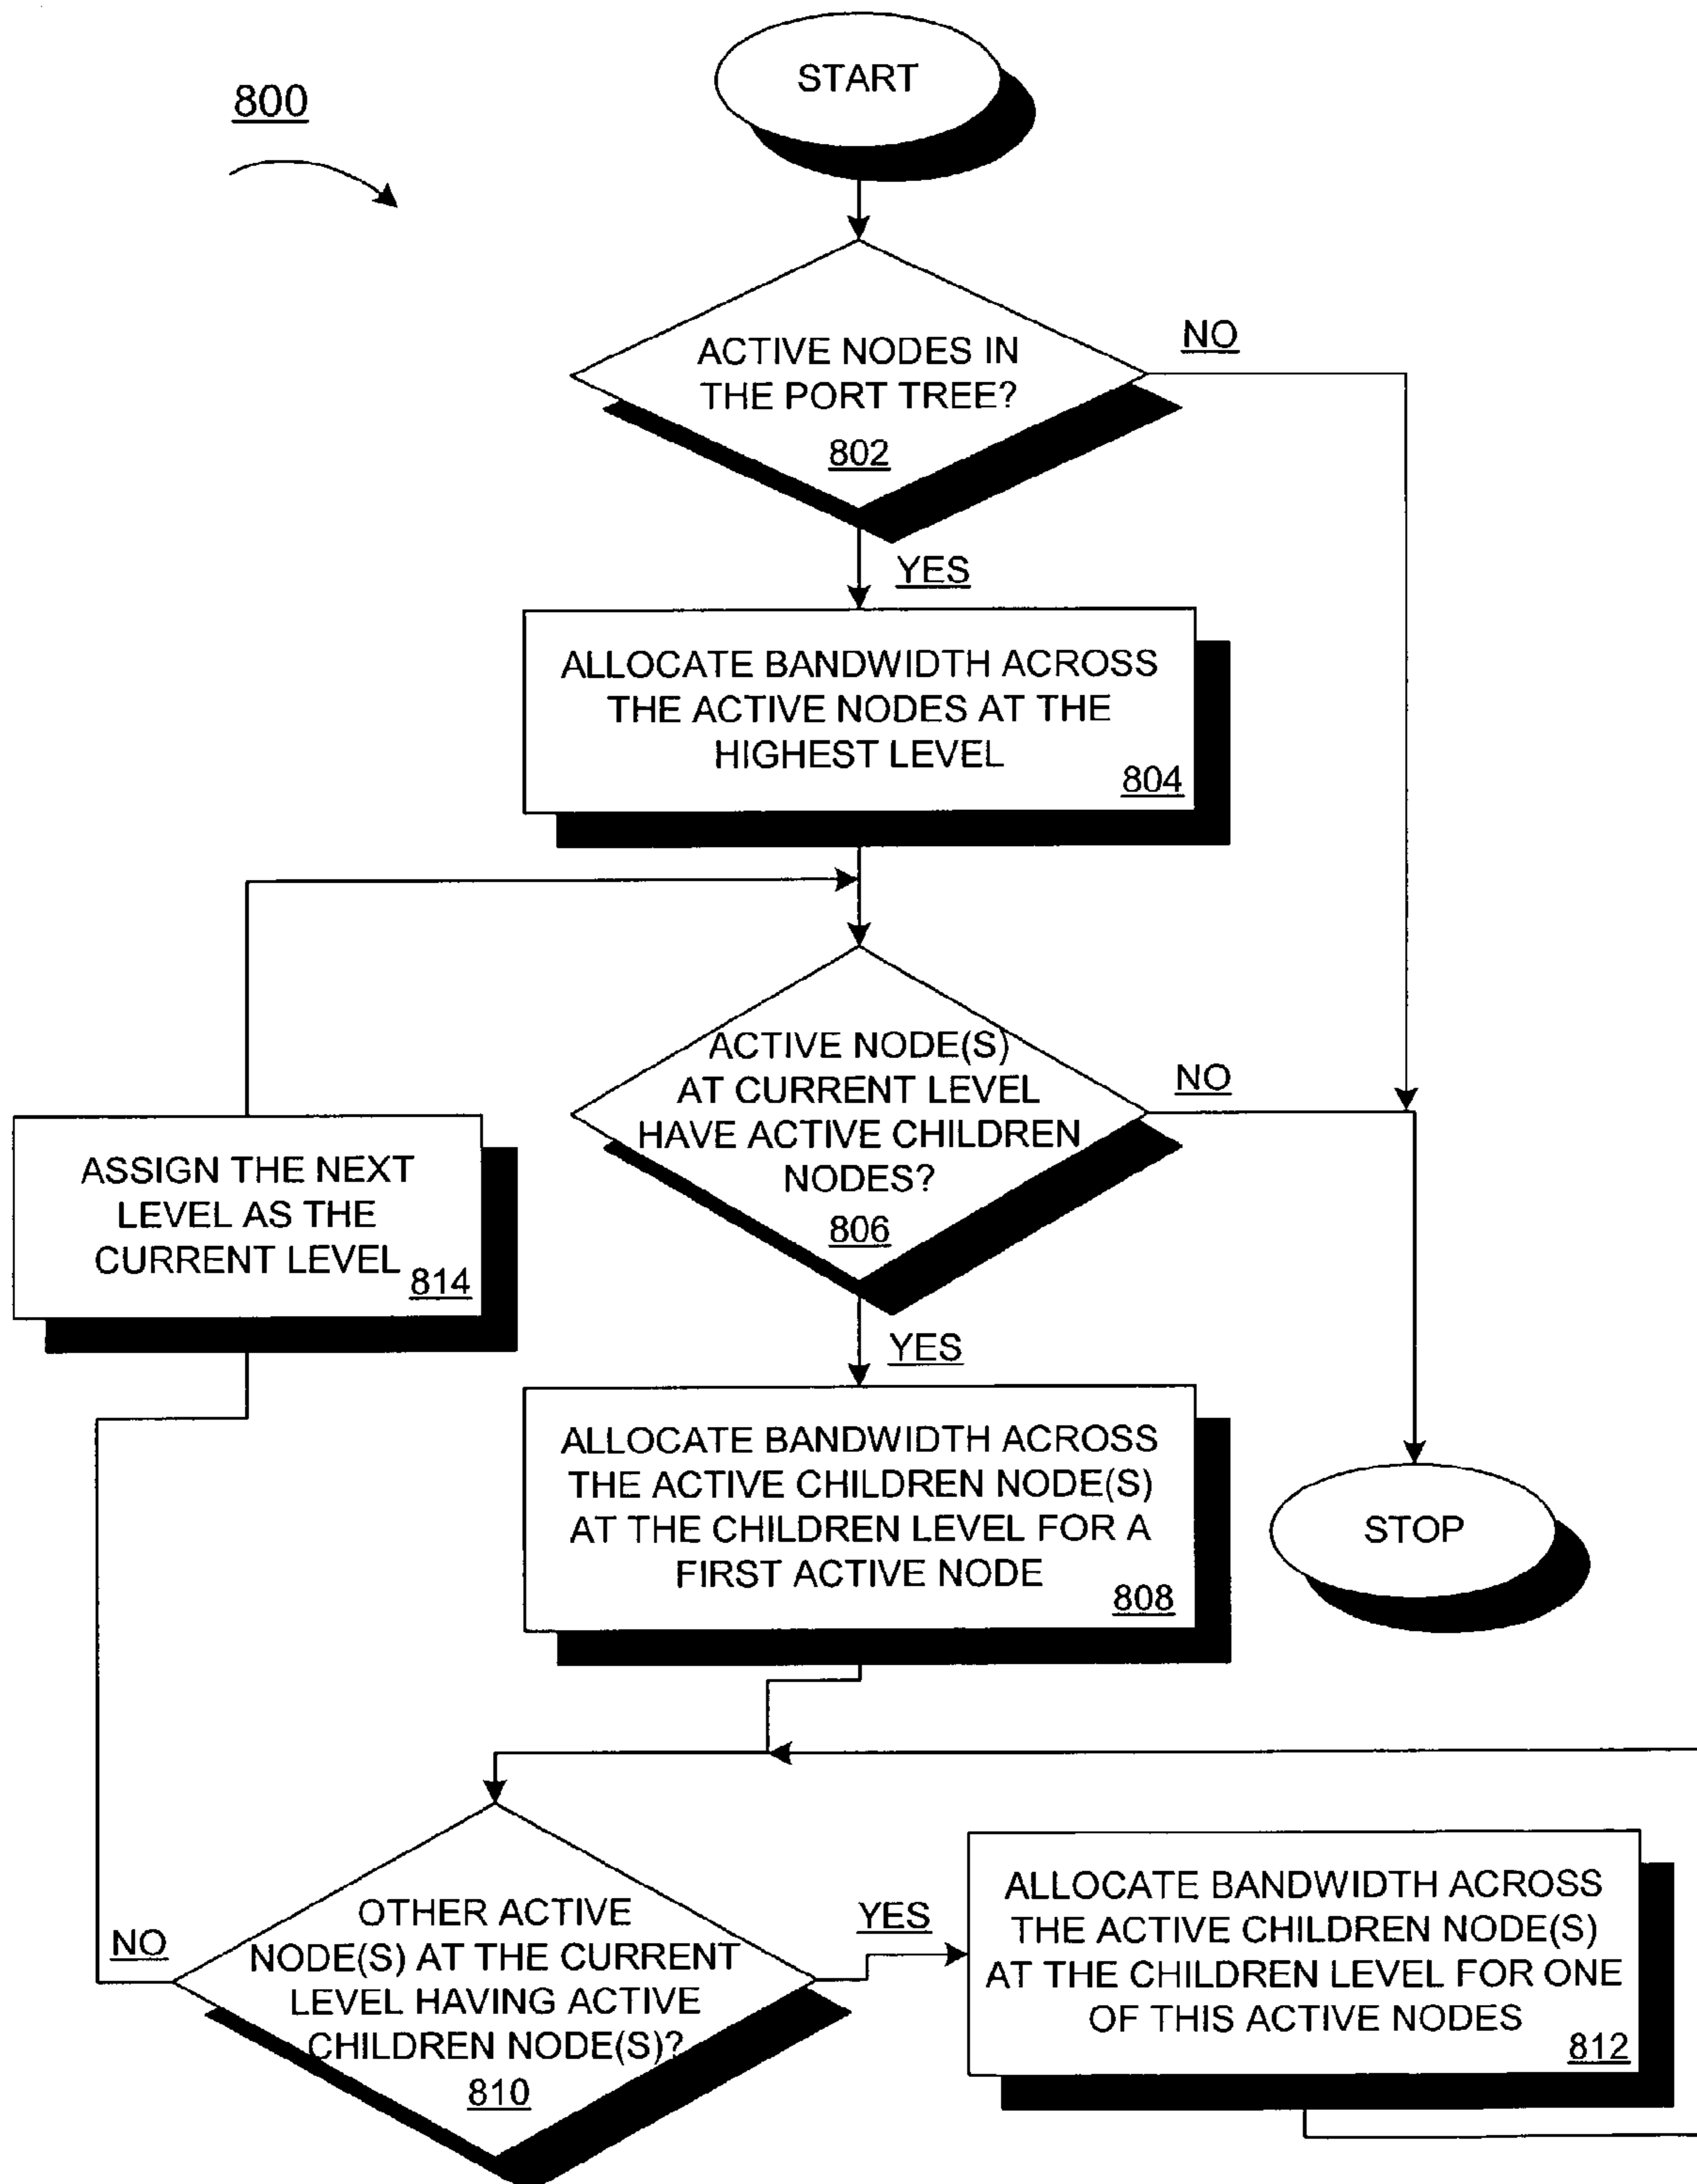 800
START
ACTIVE NODES IN
THE PORT TREE?
802
NO
YES
ALLOCATE BANDWIDTH ACROSS
THE ACTIVE NODES AT THE
HIGHEST LEVEL
804
ACTIVE NODE(S)
AT CURRENT LEVEL
HAVE ACTIVE CHILDREN
NODES?
806
NO
ASSIGN THE NEXT
LEVEL AS THE
CURRENT LEVEL
814
YES
ALLOCATE BANDWIDTH ACROSS
THE ACTIVE CHILDREN NODE(S)
AT THE CHILDREN LEVEL FOR A
FIRST ACTIVE NODE
808
STOP
OTHER ACTIVE
NODE(S) AT THE CURRENT
LEVEL HAVING ACTIVE
CHILDREN NODE(S)?
810
NO
YES
ALLOCATE BANDWIDTH ACROSS
THE ACTIVE CHILDREN NODE(S)
AT THE CHILDREN LEVEL FOR ONE
OF THIS ACTIVE NODES
812